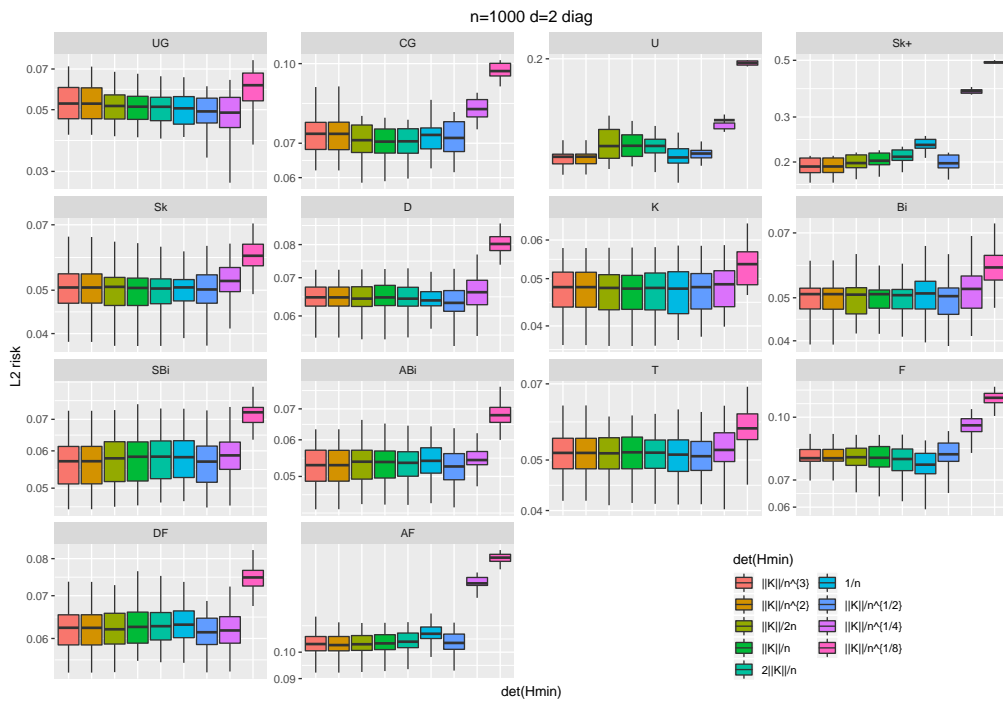 n=1000 d=2 diag
UG
CG
U
Sk+
0.07
0.05
0.03
0.10
0.07
0.06
0.2
0.5
0.3
0.2
Sk
D
K
Bi
0.07
0.05
0.04
0.08
0.06
0.06
0.05
0.04
0.07
0.05
0.04
L2 risk
SBi
ABi
T
F
0.07
0.06
0.05
0.07
0.06
0.05
0.07
0.05
0.04
0.10
0.07
0.06
DF
AF
0.08
0.07
0.06
0.10
0.09
det(Hmin)
det(Hmin)
||K||/n^{3}
||K||/n^{2}
||K||/2n
||K||/n
2||K||/n
1/n
||K||/n^{1/2}
||K||/n^{1/4}
||K||/n^{1/8}